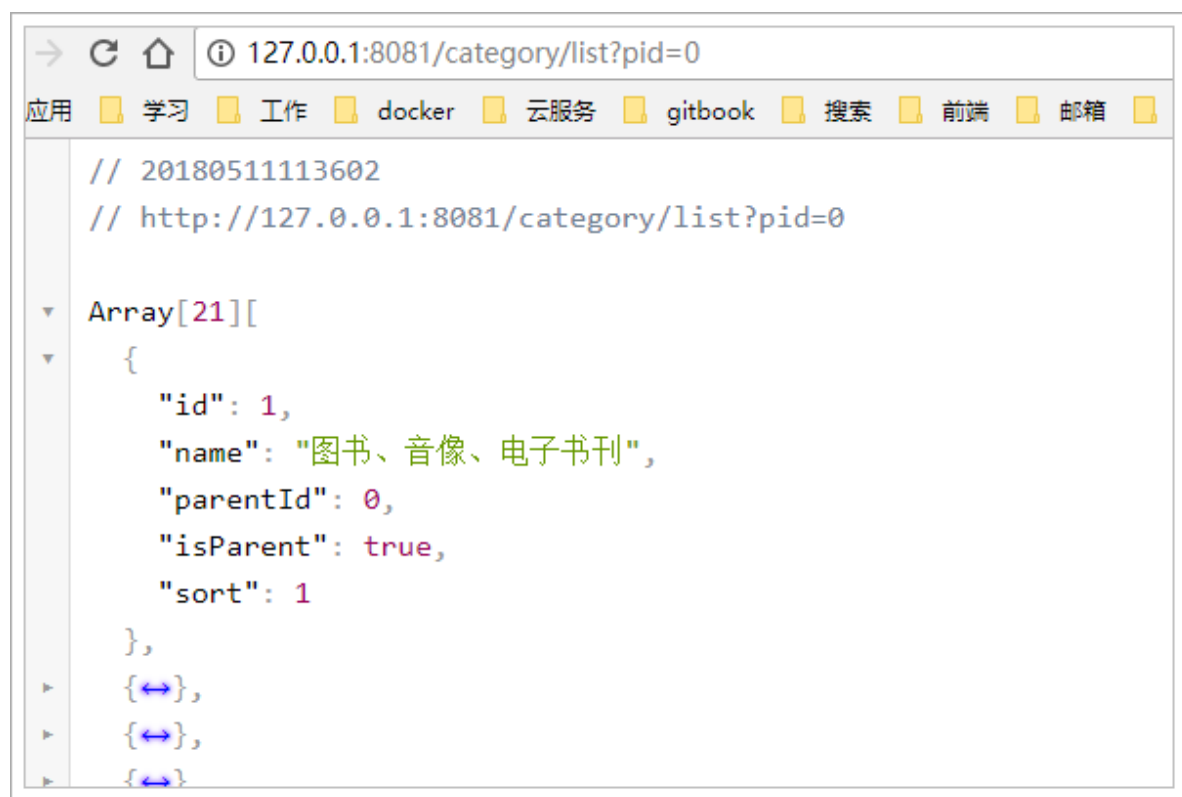 127.0.0.1:8081/category/list?pid=0
应用 学习 工作 docker 云服务 gitbook 搜索 前端 邮箱
// 20180511113602
// http://127.0.0.1:8081/category/list?pid=0
Array[21][
{
"id": 1,
"name": "图书、音像、电子书刊",
"parentId": 0,
"isParent": true,
"sort": 1
},
{↔},
{↔},
{↔}